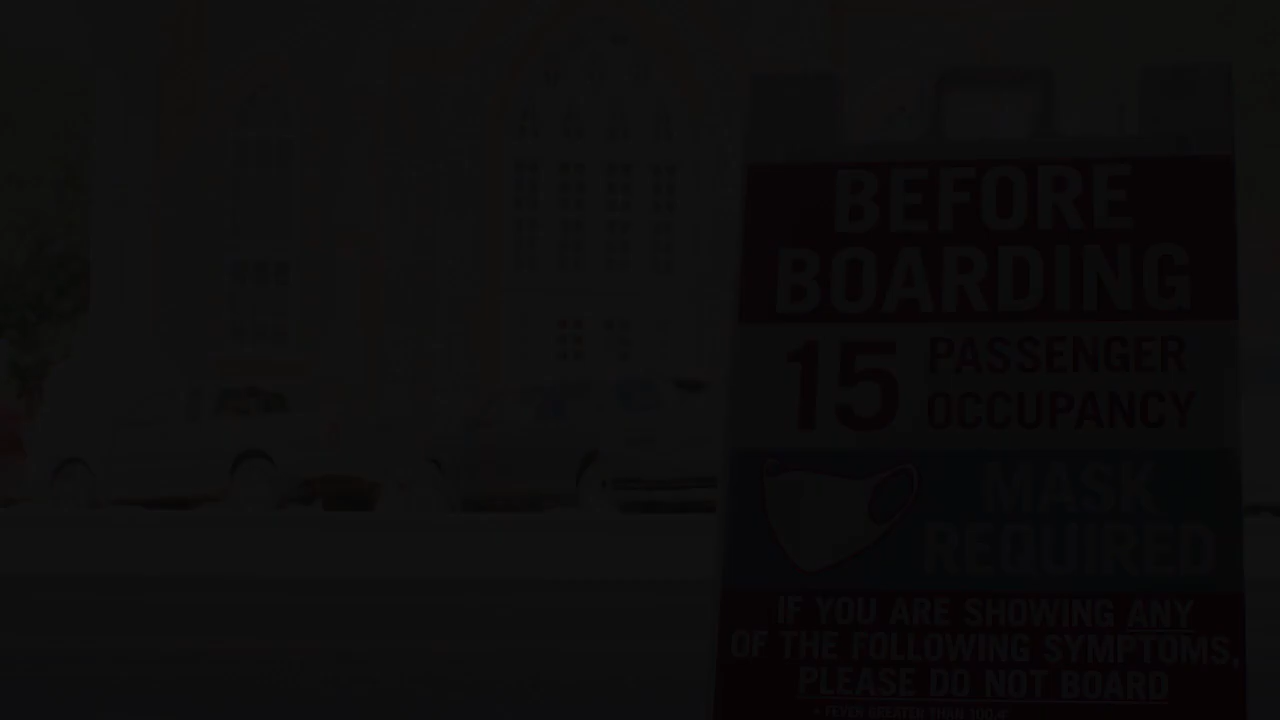 BEFORE
BOARDING
15 PASSENGER
OCCUPANCY
MASK
REQUIRED
IF YOU ARE SHOWING ANY
OF THE FOLLOWING SYMPTOMS,
PLEASE DO NOT BOARD